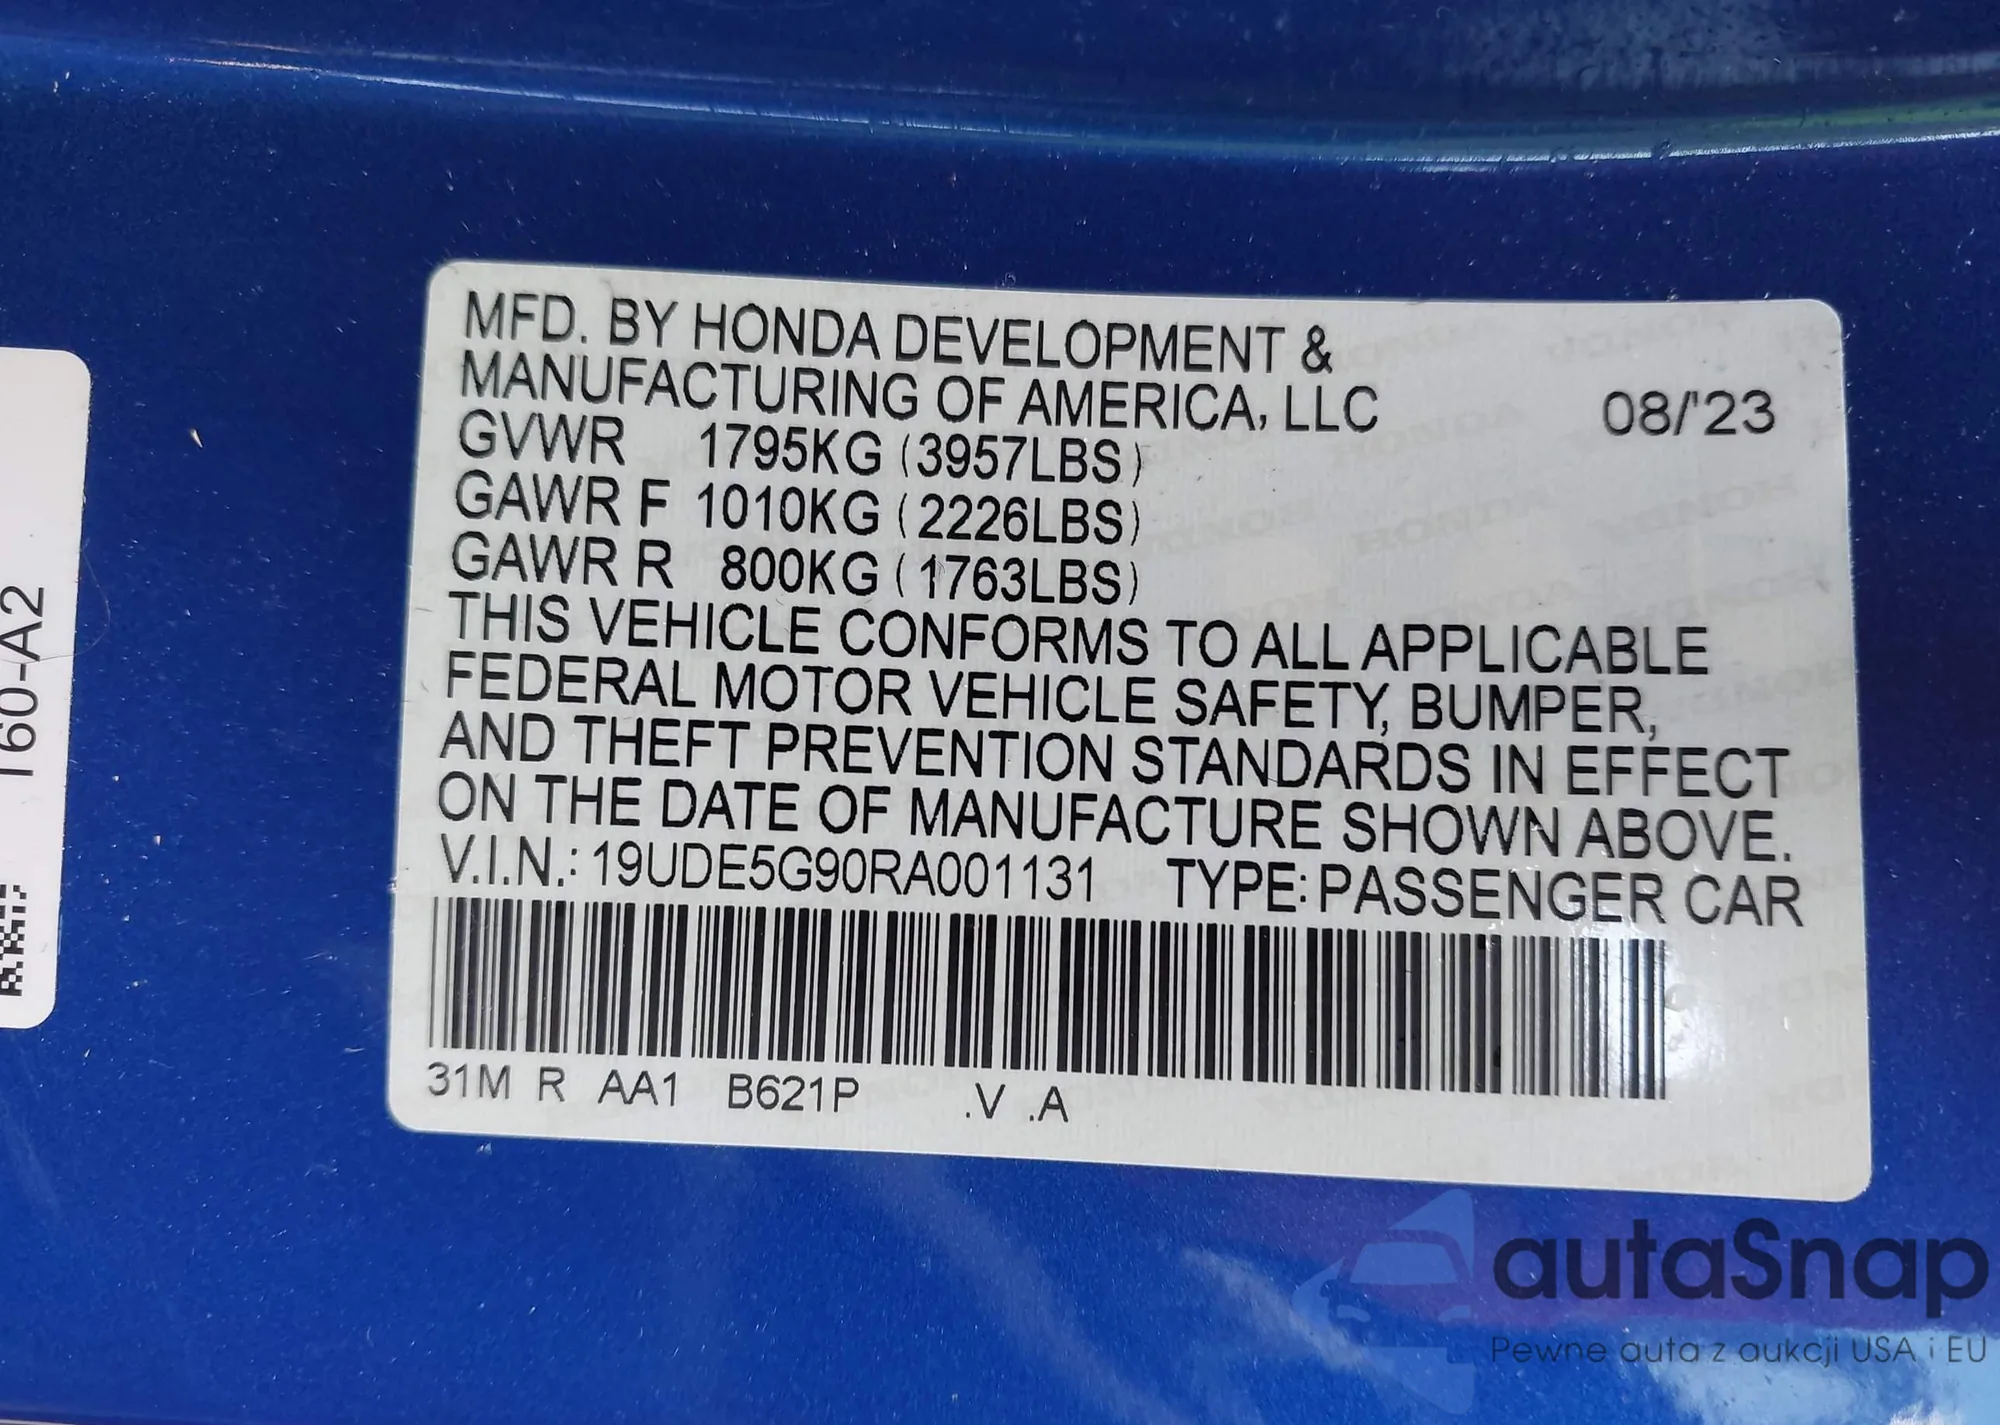 MFD. BY HONDA DEVELOPMENT &
MANUFACTURING OF AMERICA, LLC 08/'23
GVWR 1795KG (3957LBS)
GAWR F 1010KG (2226LBS)
GAWR R 800KG (1763LBS)
THIS VEHICLE CONFORMS TO ALL APPLICABLE
FEDERAL MOTOR VEHICLE SAFETY, BUMPER,
AND THEFT PREVENTION STANDARDS IN EFFECT
ON THE DATE OF MANUFACTURE SHOWN ABOVE.
V.I.N.: 19UDE5G90RA001131 TYPE: PASSENGER CAR
31M R AA1 B621P .V .A
T60-A2
autaSnap
Pewne auta z aukcji USA i EU